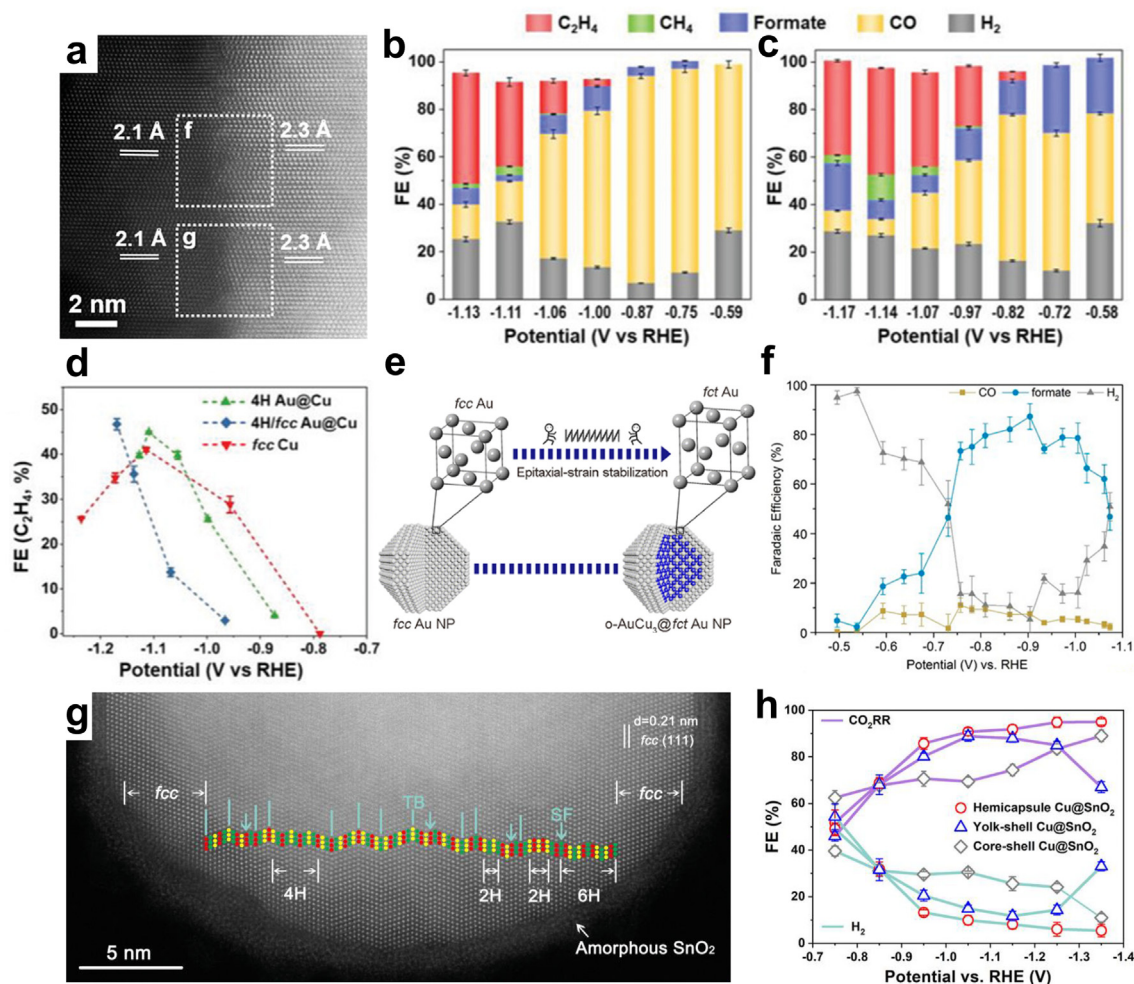 C₂H₄ CH₄ Formate CO H₂
a
2.1 Å
f
2.3 Å
2.1 Å
g
2.3 Å
2 nm
b
FE (%)
100
80
60
40
20
0
-1.13 -1.11 -1.06 -1.00 -0.87 -0.75 -0.59
Potential (V vs RHE)
c
FE (%)
100
80
60
40
20
0
-1.17 -1.14 -1.07 -0.97 -0.82 -0.72 -0.58
Potential (V vs RHE)
d
FE (C₂H₄, %)
50
40
30
20
10
0
4H Au@Cu
4H/fcc Au@Cu
fcc Cu
-1.2 -1.1 -1.0 -0.9 -0.8 -0.7
Potential (V vs RHE)
e
fcc Au
fct Au
Epitaxial-strain stabilization
fcc Au NP
o-AuCu₃@fct Au NP
f
CO formate H₂
Faradaic Efficiency (%)
100
80
60
40
20
0
-0.5 -0.6 -0.7 -0.8 -0.9 -1.0 -1.1
Potential (V) vs. RHE
g
d=0.21 nm
fcc (111)
fcc
TB
SF
fcc
4H
2H
2H
6H
Amorphous SnO₂
5 nm
h
FE (%)
100
80
60
40
20
0
CO₂RR
Hemicapsule Cu@SnO₂
Yolk-shell Cu@SnO₂
Core-shell Cu@SnO₂
H₂
-0.7 -0.8 -0.9 -1.0 -1.1 -1.2 -1.3 -1.4
Potential vs. RHE (V)